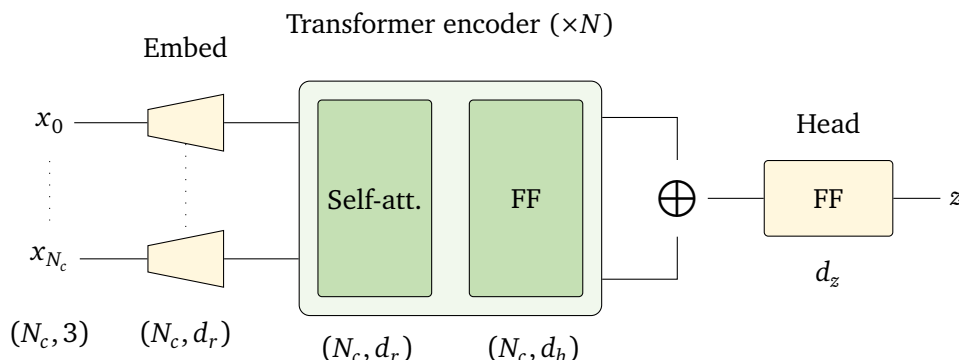 Transformer encoder (×N)
Embed
x₀
Head
Self-att.
FF
⊕
FF
z
x_{N_c}
d_z
(N_c, 3)
(N_c, d_r)
(N_c, d_r)
(N_c, d_h)